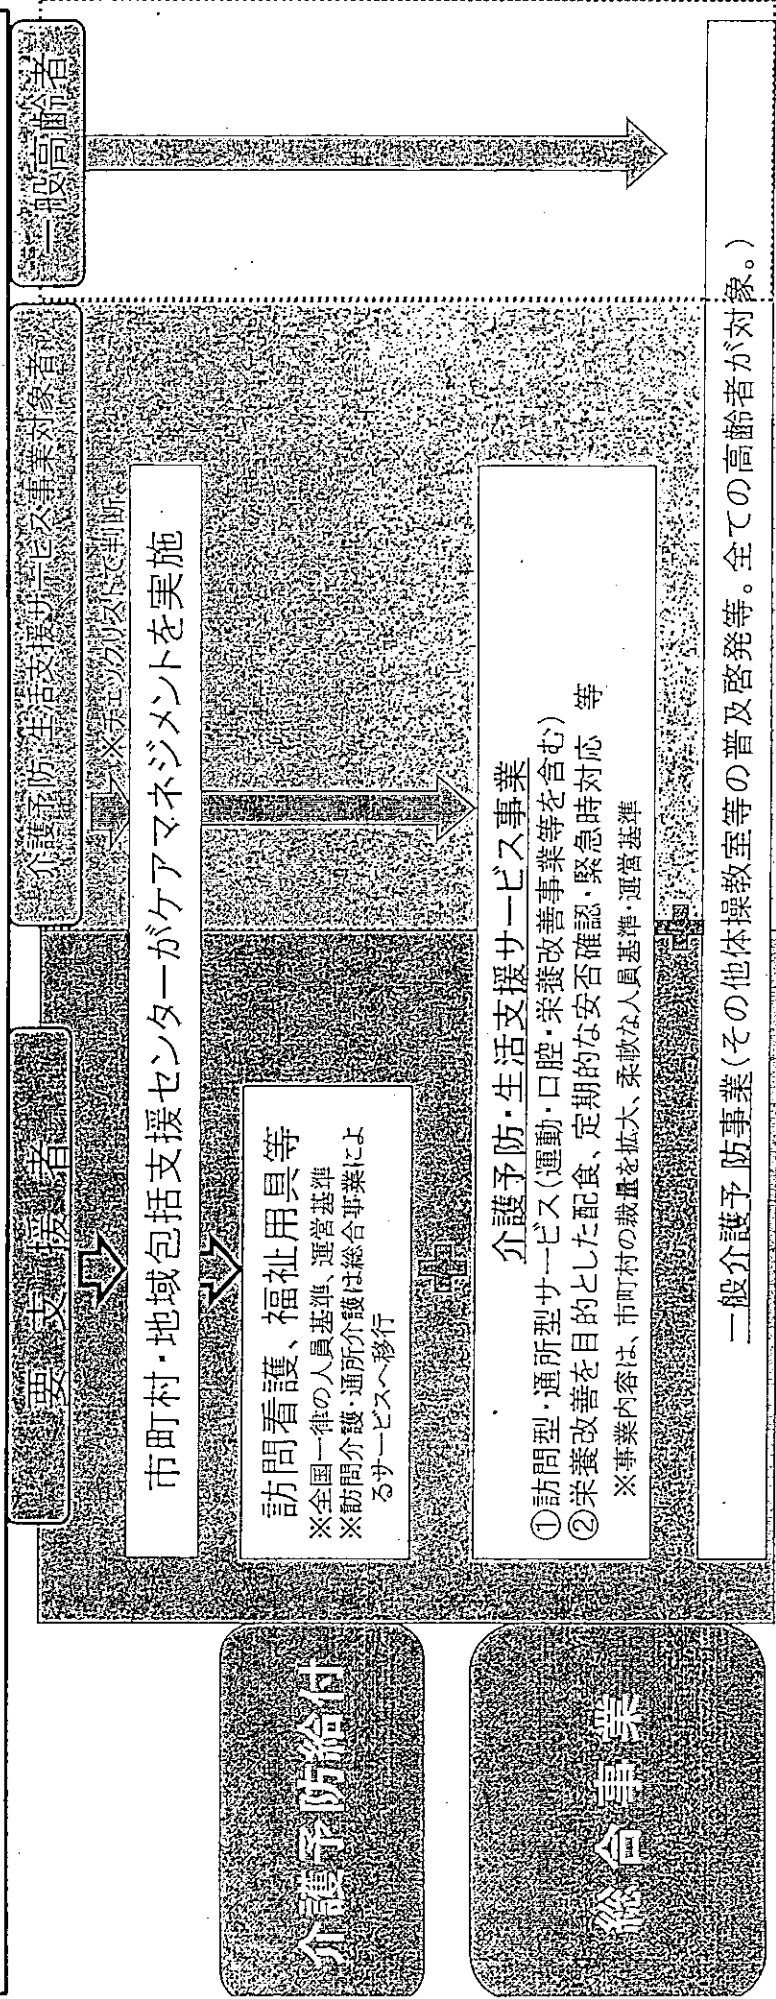 要支援者
介護予防・生活支援サービス事業対象者
一般高齢者
※チェックリストで判断。
市町村・地域包括支援センターがケアマネジメントを実施
介護予防給付
訪問看護、福祉用具等
※全国一律の人員基準、運営基準
※訪問介護・通所介護は総合事業によ
るサービスへ移行
総合事業
介護予防・生活支援サービス事業
①訪問型・通所型サービス(運動・口腔・栄養改善事業等を含む)
②栄養改善を目的とした配食、定期的な安否確認・緊急時対応 等
※事業内容は、市町村の裁量を拡大、柔軟な人員基準・運営基準
一般介護予防事業(その他体操教室等の普及啓発等。全ての高齢者が対象。)